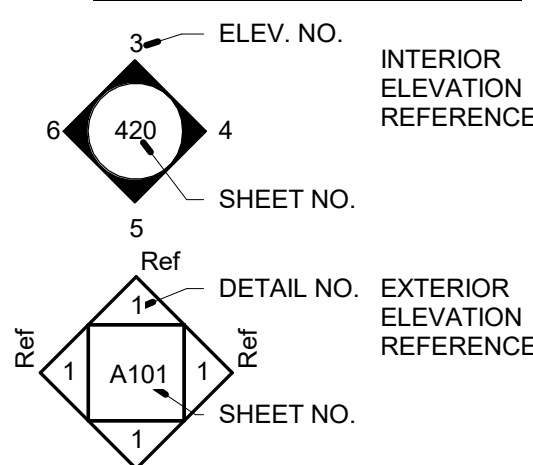 3
ELEV. NO.
INTERIOR
ELEVATION
REFERENCE
6
420
4
SHEET NO.
5
Ref
DETAIL NO.
EXTERIOR
ELEVATION
REFERENCE
1
Ref
1
A101
1
Ref
SHEET NO.
1